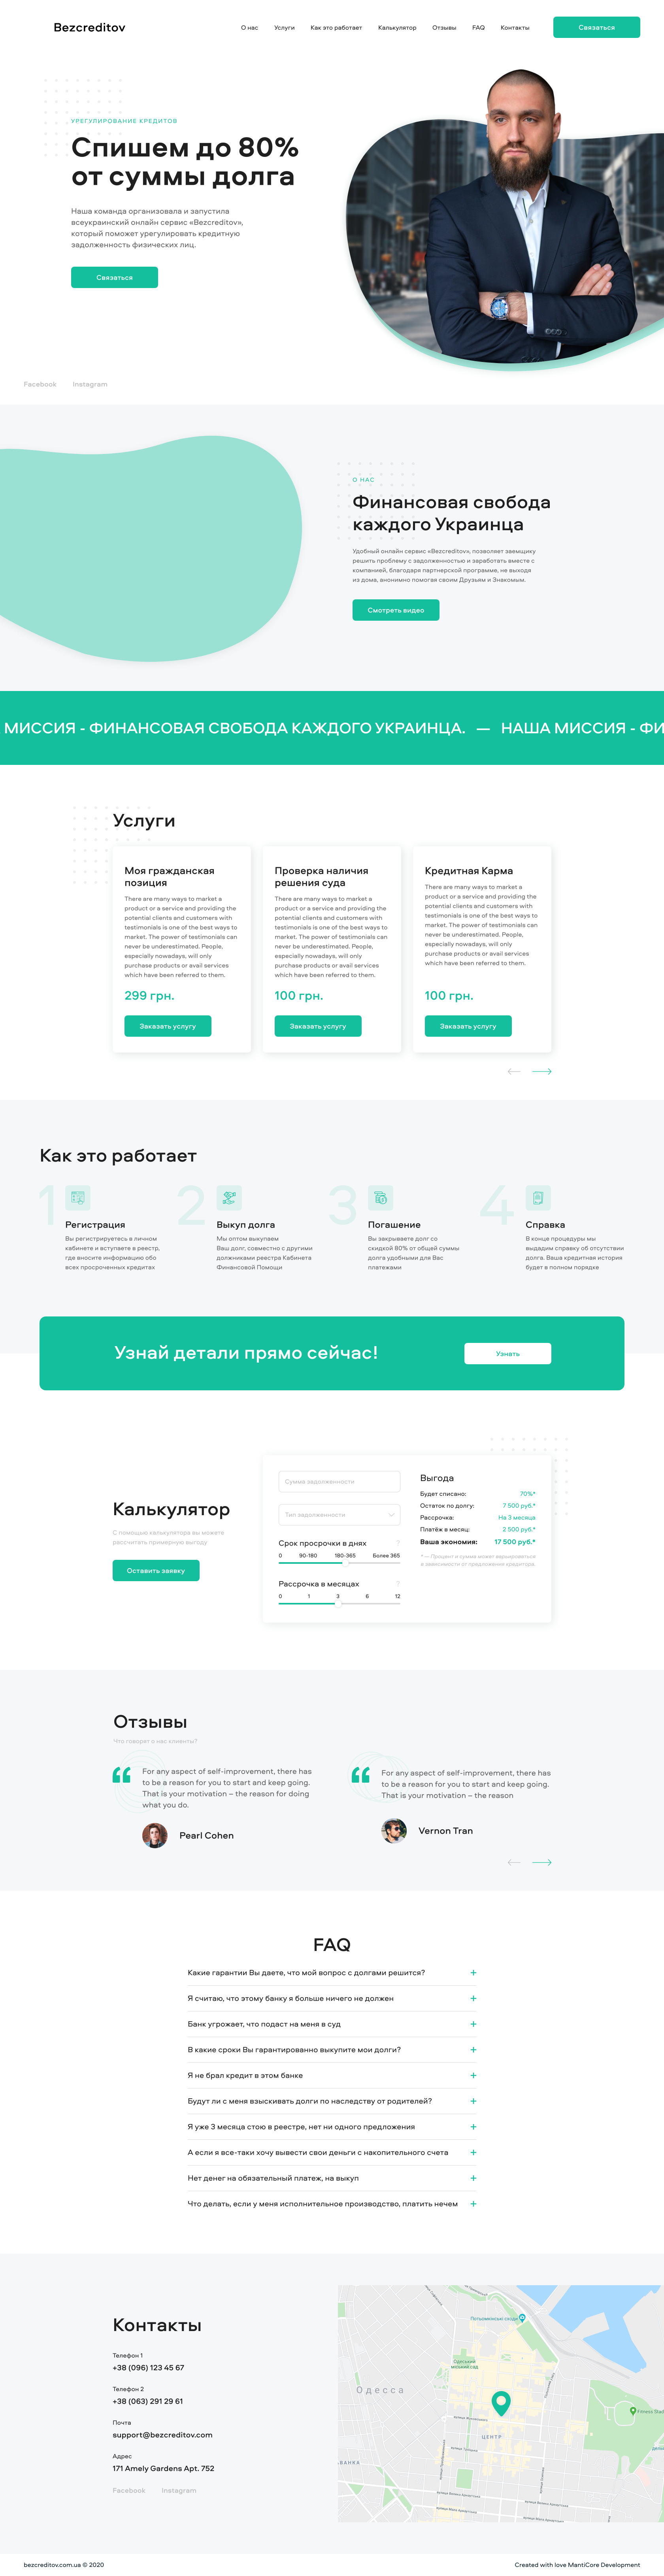 Bezcreditov
О нас Услуги Как это работает Калькулятор Отзывы FAQ Контакты Связаться
УРЕГУЛИРОВАНИЕ КРЕДИТОВ
Спишем до 80%
от суммы долга
Наша команда организовала и запустила
всеукраинский онлайн сервис «Bezcreditov»,
который поможет урегулировать кредитную
задолженность физических лиц.
Связаться
Facebook Instagram
О НАС
Финансовая свобода
каждого Украинца
Удобный онлайн сервис «Bezcreditov», позволяет заемщику
решить проблему с задолженностью и заработать вместе с
компанией, благодаря партнерской программе, не выходя
из дома, анонимно помогая своим Друзьям и Знакомым.
Смотреть видео
МИССИЯ - ФИНАНСОВАЯ СВОБОДА КАЖДОГО УКРАИНЦА. — НАША МИССИЯ - ФИ
Услуги
Моя гражданская
позиция
There are many ways to market a
product or a service and providing the
potential clients and customers with
testimonials is one of the best ways to
market. The power of testimonials can
never be underestimated. People,
especially nowadays, will only
purchase products or avail services
which have been referred to them.
299 грн.
Заказать услугу
Проверка наличия
решения суда
There are many ways to market a
product or a service and providing the
potential clients and customers with
testimonials is one of the best ways to
market. The power of testimonials can
never be underestimated. People,
especially nowadays, will only
purchase products or avail services
which have been referred to them.
100 грн.
Заказать услугу
Кредитная Карма
There are many ways to market a
product or a service and providing the
potential clients and customers with
testimonials is one of the best ways to
market. The power of testimonials can
never be underestimated. People,
especially nowadays, will only
purchase products or avail services
which have been referred to them.
100 грн.
Заказать услугу
Как это работает
1
Регистрация
Вы регистрируетесь в личном
кабинете и вступаете в реестр,
где вносите информацию обо
всех просроченных кредитах
2
Выкуп долга
Мы оптом выкупаем
Ваш долг, совместно с другими
должниками реестра Кабинета
Финансовой Помощи
3
Погашение
Вы закрываете долг со
скидкой 80% от общей суммы
долга удобными для Вас
платежами
4
Справка
В конце процедуры мы
выдадим справку об отсутствии
долга. Ваша кредитная история
будет в полном порядке
Узнай детали прямо сейчас!
Узнать
Калькулятор
С помощью калькулятора вы можете
рассчитать примерную выгоду
Оставить заявку
Сумма задолженности
Тип задолженности
Срок просрочки в днях ?
0 90-180 180-365 Более 365
Рассрочка в месяцах ?
0 1 3 6 12
Выгода
Будет списано: 70%*
Остаток по долгу: 7 500 руб.*
Рассрочка: На 3 месяца
Платёж в месяц: 2 500 руб.*
Ваша экономия: 17 500 руб.*
* — Процент и сумма может варьироваться
в зависимости от предложения кредитора.
Отзывы
Что говорят о нас клиенты?
For any aspect of self-improvement, there has
to be a reason for you to start and keep going.
That is your motivation – the reason for doing
what you do.
Pearl Cohen
For any aspect of self-improvement, there has
to be a reason for you to start and keep going.
That is your motivation – the reason
Vernon Tran
FAQ
Какие гарантии Вы даете, что мой вопрос с долгами решится?
Я считаю, что этому банку я больше ничего не должен
Банк угрожает, что подаст на меня в суд
В какие сроки Вы гарантированно выкупите мои долги?
Я не брал кредит в этом банке
Будут ли с меня взыскивать долги по наследству от родителей?
Я уже 3 месяца стою в реестре, нет ни одного предложения
А если я все-таки хочу вывести свои деньги с накопительного счета
Нет денег на обязательный платеж, на выкуп
Что делать, если у меня исполнительное производство, платить нечем
Контакты
Телефон 1
+38 (096) 123 45 67
Телефон 2
+38 (063) 291 29 61
Почта
support@bezcreditov.com
Адрес
171 Amely Gardens Apt. 752
Facebook Instagram
Одесса
ЦЕНТР
bezcreditov.com.ua © 2020
Created with love MantiCore Development